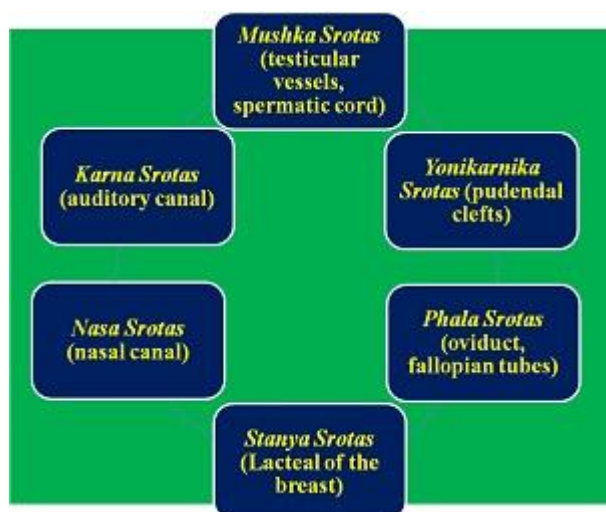 Mushka Srotas
(testicular
vessels,
spermatic cord)
Karna Srotas
(auditory canal)
Yonikarnika
Srotas (pudendal
clefts)
Nasa Srotas
(nasal canal)
Phala Srotas
(oviduct,
fallopian tubes)
Stanya Srotas
(Lacteal of the
breast)